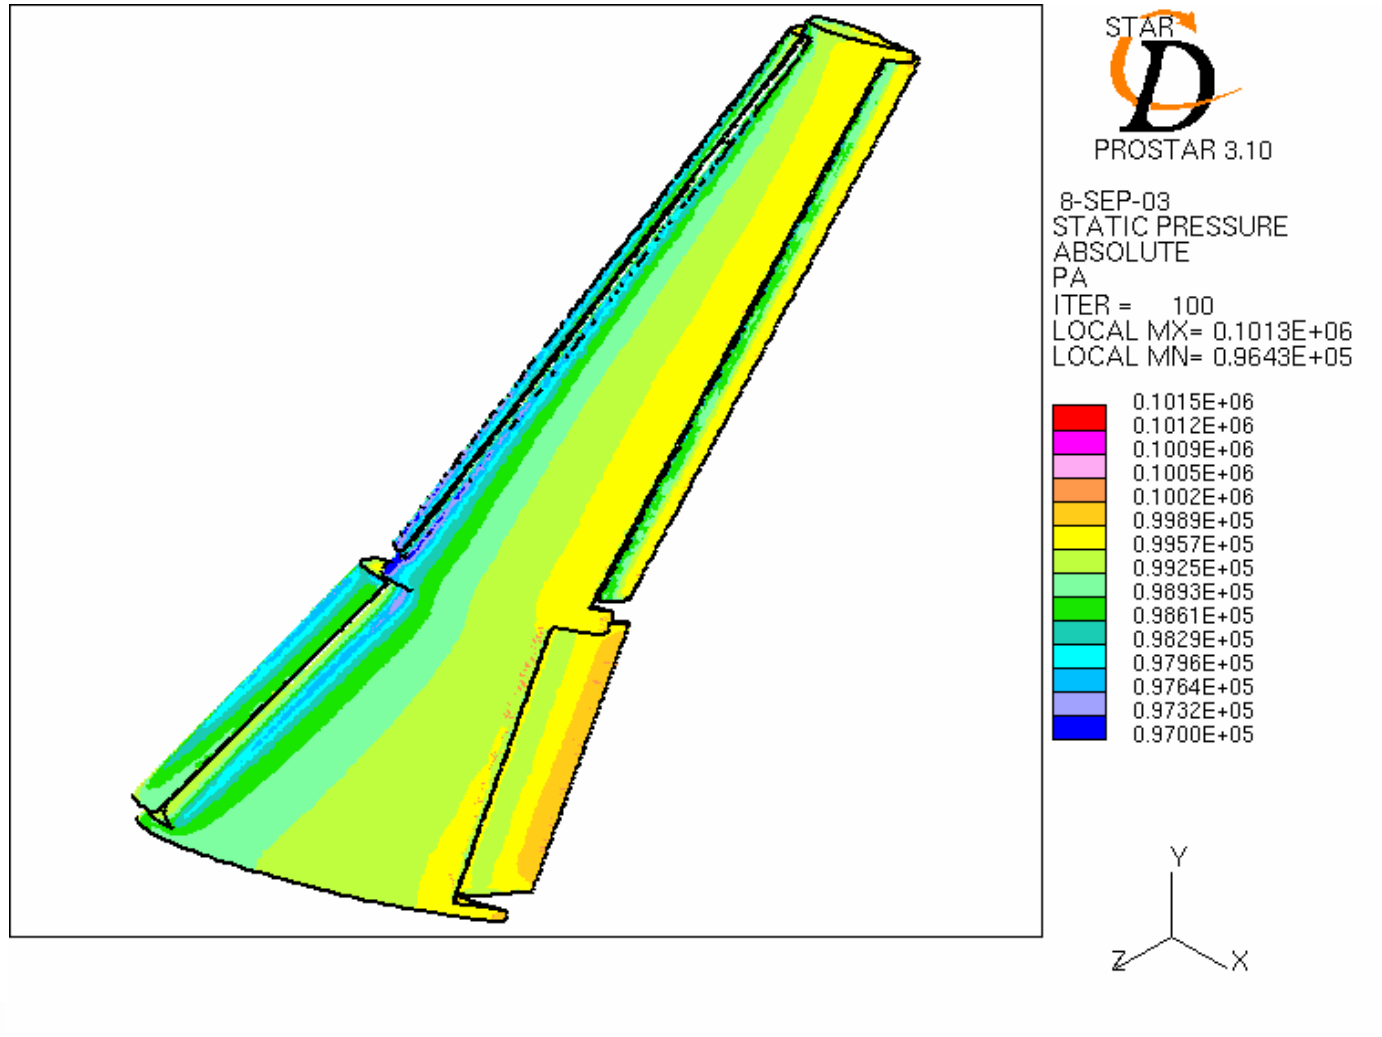 STAR
CD
PROSTAR 3.10
8-SEP-03
STATIC PRESSURE
ABSOLUTE
PA
ITER = 100
LOCAL MX= 0.1013E+06
LOCAL MN= 0.9643E+05
0.1015E+06
0.1012E+06
0.1009E+06
0.1005E+06
0.1002E+06
0.9989E+05
0.9957E+05
0.9925E+05
0.9893E+05
0.9861E+05
0.9829E+05
0.9796E+05
0.9764E+05
0.9732E+05
0.9700E+05
Y
Z X